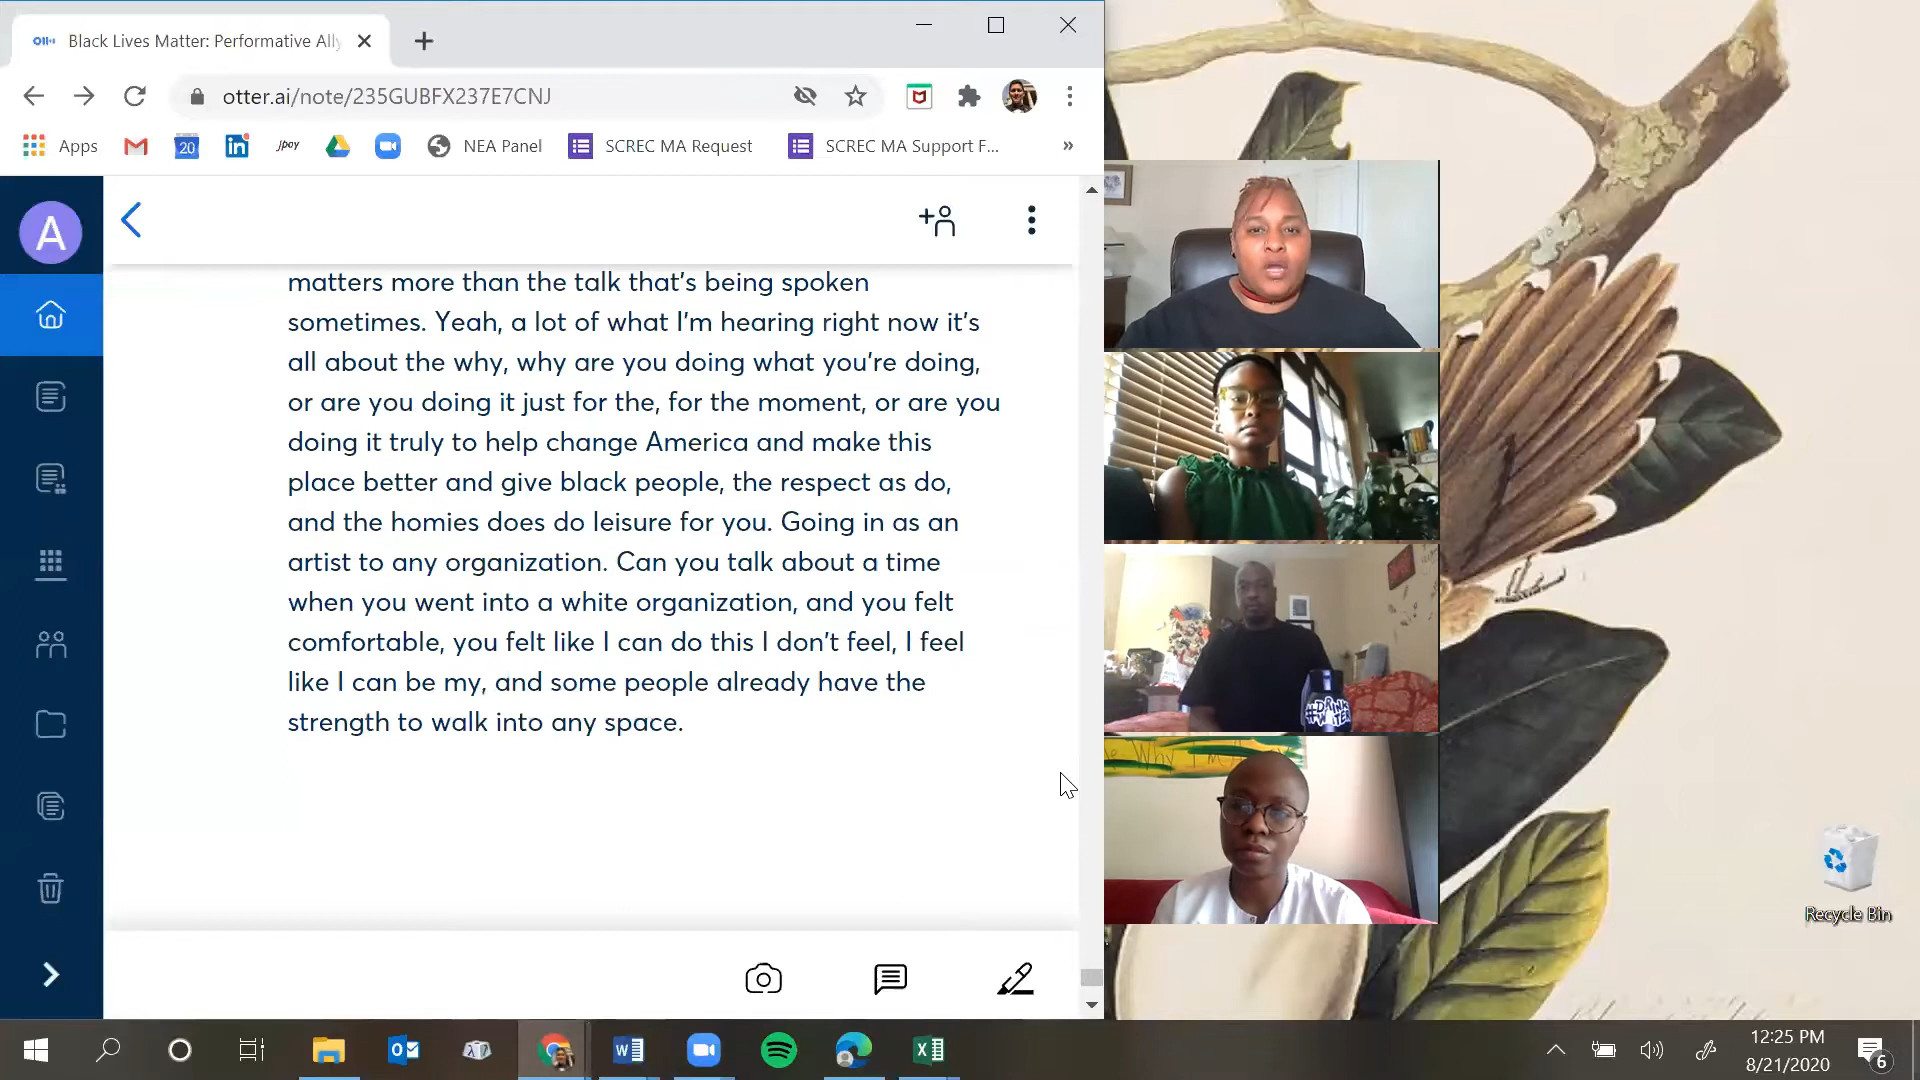 Black Lives Matter: Performative Ally
otter.ai/note/235GUBFX237E7CNJ
Apps
20
in
jpay
NEA Panel
SCREC MA Request
SCREC MA Support F...
»
A
matters more than the talk that's being spoken
sometimes. Yeah, a lot of what I'm hearing right now it's
all about the why, why are you doing what you're doing,
or are you doing it just for the, for the moment, or are you
doing it truly to help change America and make this
place better and give black people, the respect as do,
and the homies does do leisure for you. Going in as an
artist to any organization. Can you talk about a time
when you went into a white organization, and you felt
comfortable, you felt like I can do this I don't feel, I feel
like I can be my, and some people already have the
strength to walk into any space.
#DRINK
#WATER
Why I'm
Recycle Bin
12:25 PM
8/21/2020
6